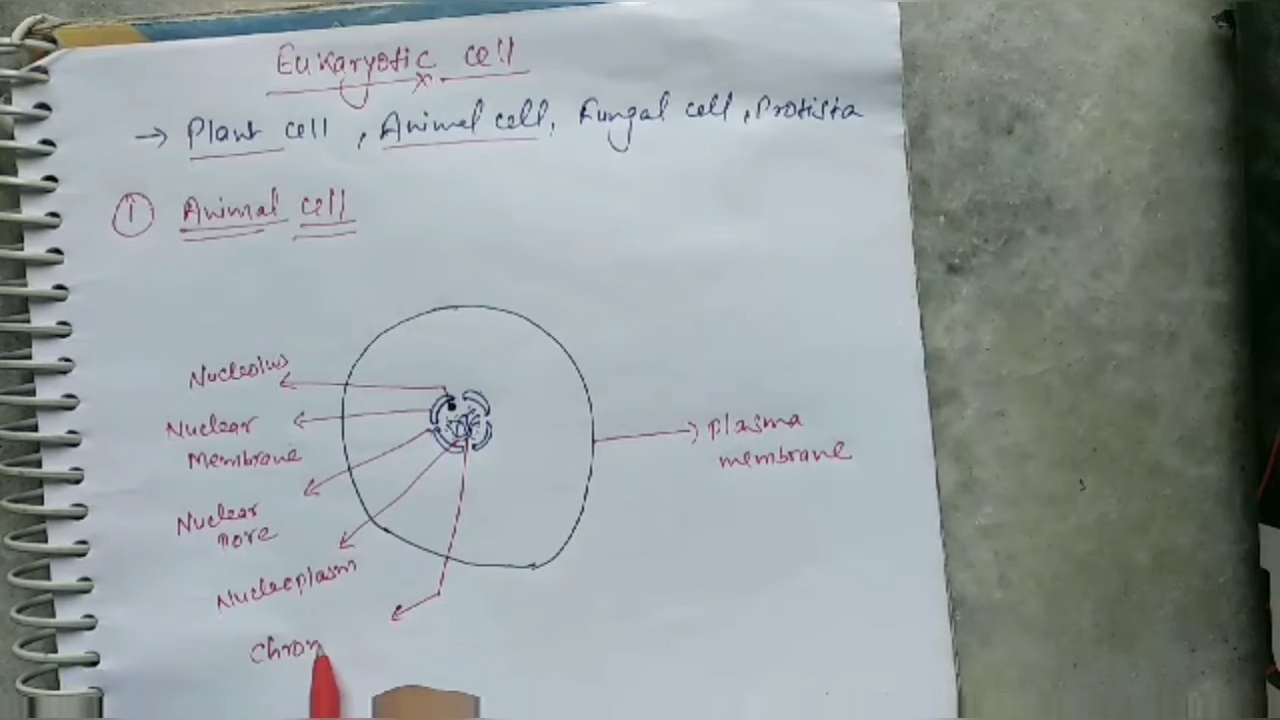 Eukaryotic cell
→ Plant cell, Animal cell, Fungal cell, Protista
① Animal cell
Nucleolus
Nuclear
Membrane
Nuclear
pore
Nucleoplasm
Chrom
plasma
membrane